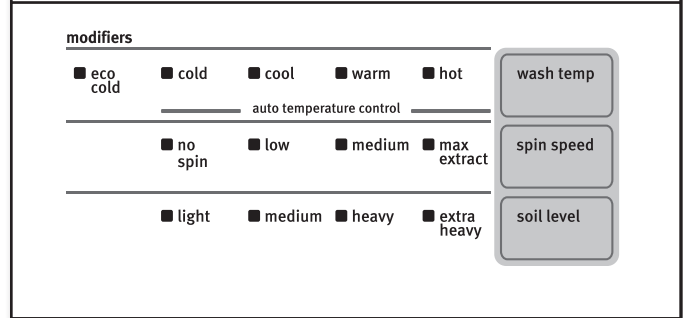 modifiers
eco cold cool warm hot wash temp
cold
auto temperature control
no low medium max spin speed
spin extract
light medium heavy extra soil level
heavy